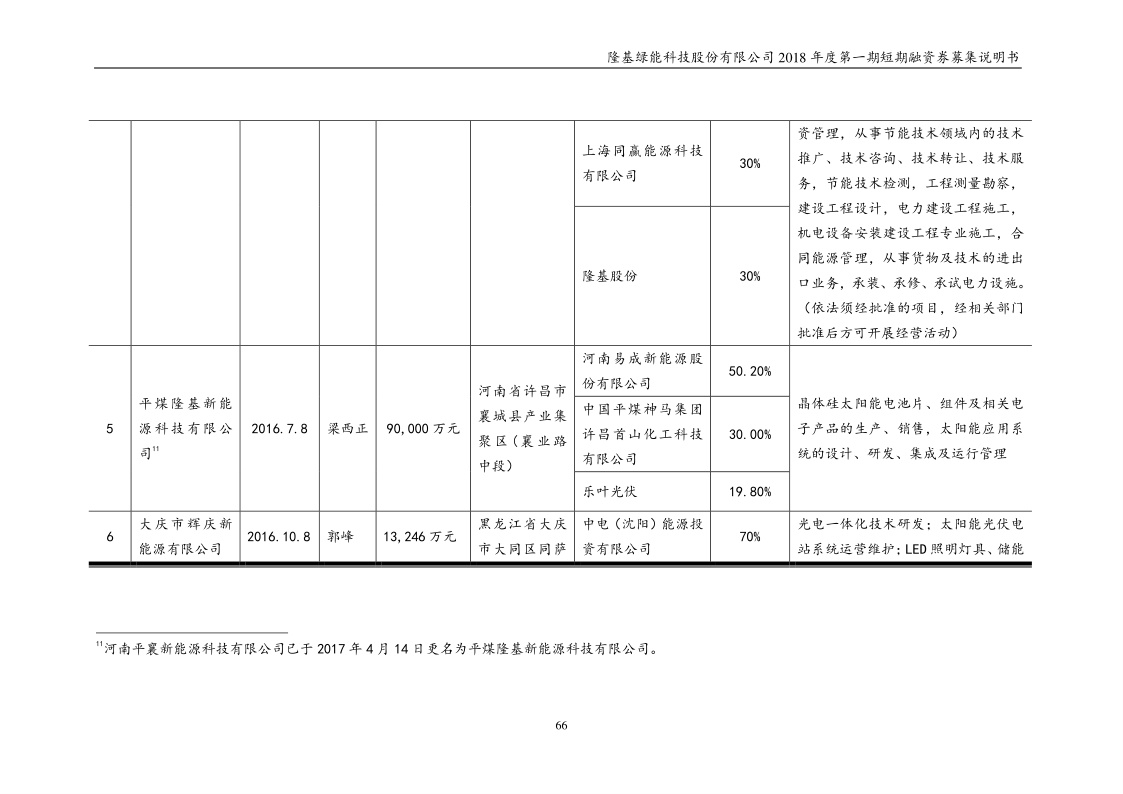 隆基绿能科技股份有限公司 2018 年度第一期短期融资券募集说明书
上海同赢能源科技
有限公司
30%
隆基股份
30%
资管理，从事节能技术领域内的技术
推广、技术咨询、技术转让、技术服
务，节能技术检测，工程测量勘察，
建设工程设计，电力建设工程施工，
机电设备安装建设工程专业施工，合
同能源管理，从事货物及技术的进出
口业务，承装、承修、承试电力设施。
（依法须经批准的项目，经相关部门
批准后方可开展经营活动）
5
平煤隆基新能
源科技有限公
司11
2016.7.8
梁西正
90,000 万元
河南省许昌市
襄城县产业集
聚区（襄业路
中段）
河南易成新能源股
份有限公司
50.20%
中国平煤神马集团
许昌首山化工科技
有限公司
30.00%
乐叶光伏
19.80%
晶体硅太阳能电池片、组件及相关电
子产品的生产、销售，太阳能应用系
统的设计、研发、集成及运行管理
6
大庆市辉庆新
能源有限公司
2016.10.8
郭峰
13,246 万元
黑龙江省大庆
市大同区同萨
中电（沈阳）能源投
资有限公司
70%
光电一体化技术研发；太阳能光伏电
站系统运营维护；LED 照明灯具、储能
11河南平襄新能源科技有限公司已于 2017 年 4 月 14 日更名为平煤隆基新能源科技有限公司。
66